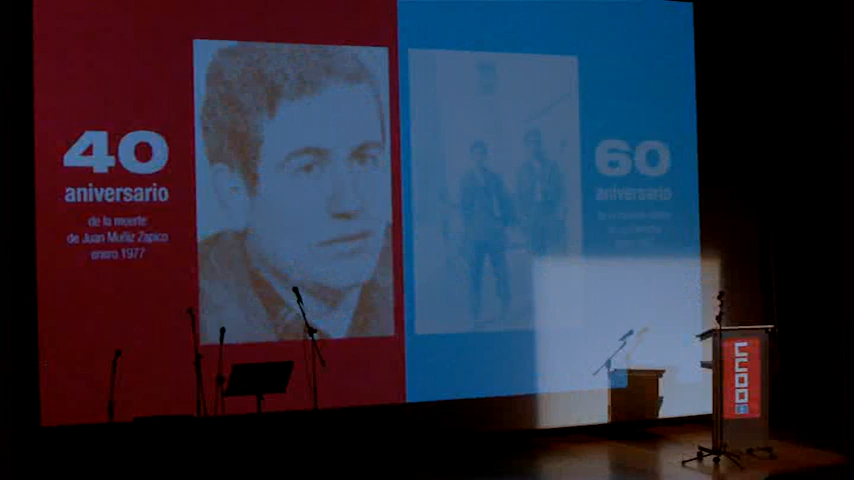 40
aniversario
de la muerte
de Juan Muñiz Zapico
enero 1977
60
aniversario
CCOO